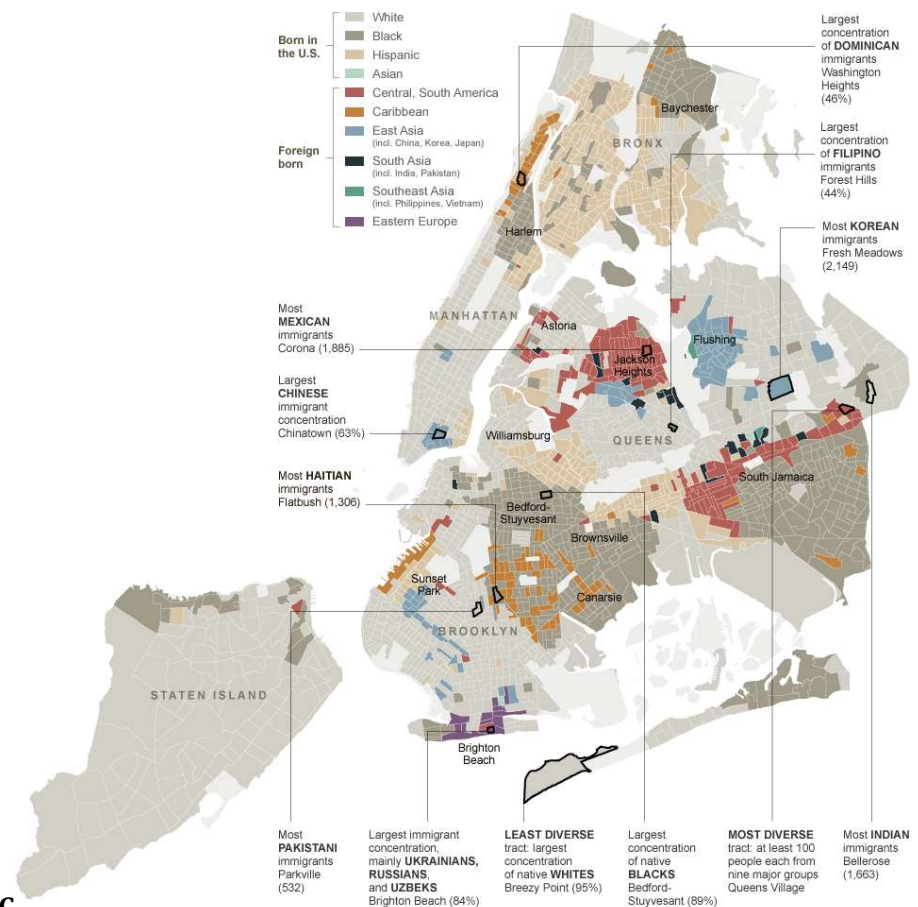 Born in
the U.S.
White
Black
Hispanic
Asian
Foreign
born
Central, South America
Caribbean
East Asia
(incl. China, Korea, Japan)
South Asia
(incl. India, Pakistan)
Southeast Asia
(incl. Philippines, Vietnam)
Eastern Europe
Largest
concentration
of DOMINICAN
immigrants
Washington
Heights
(46%)
Largest
concentration
of FILIPINO
immigrants
Forest Hills
(44%)
Most KOREAN
immigrants
Fresh Meadows
(2,149)
Baychester
BRONX
Harlem
MANHATTAN
Astoria
Flushing
Jackson
Heights
Most
MEXICAN
immigrants
Corona (1,885)
Largest
CHINESE
immigrant
concentration
Chinatown (63%)
Williamsburg
QUEENS
South Jamaica
Most HAITIAN
immigrants
Flatbush (1,306)
Bedford-
Stuyvesant
Brownsville
Sunset
Park
Canarsie
BROOKLYN
STATEN ISLAND
Brighton
Beach
Most
PAKISTANI
immigrants
Parkville
(532)
Largest immigrant
concentration,
mainly UKRAINIANS,
RUSSIANS,
and UZBEKS
Brighton Beach (84%)
LEAST DIVERSE
tract: largest
concentration
of native WHITES
Breezy Point (95%)
Largest
concentration
of native
BLACKS
Bedford-
Stuyvesant (89%)
MOST DIVERSE
tract: at least 100
people each from
nine major groups
Queens Village
Most INDIAN
immigrants
Bellerose
(1,663)